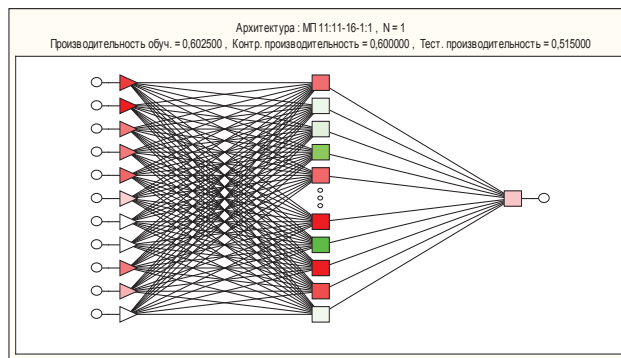 Архитектура : МП 11:11-16-1:1 , N = 1
Производительность обуч. = 0,602500 , Контр. производительность = 0,600000 , Тест. производительность = 0,515000